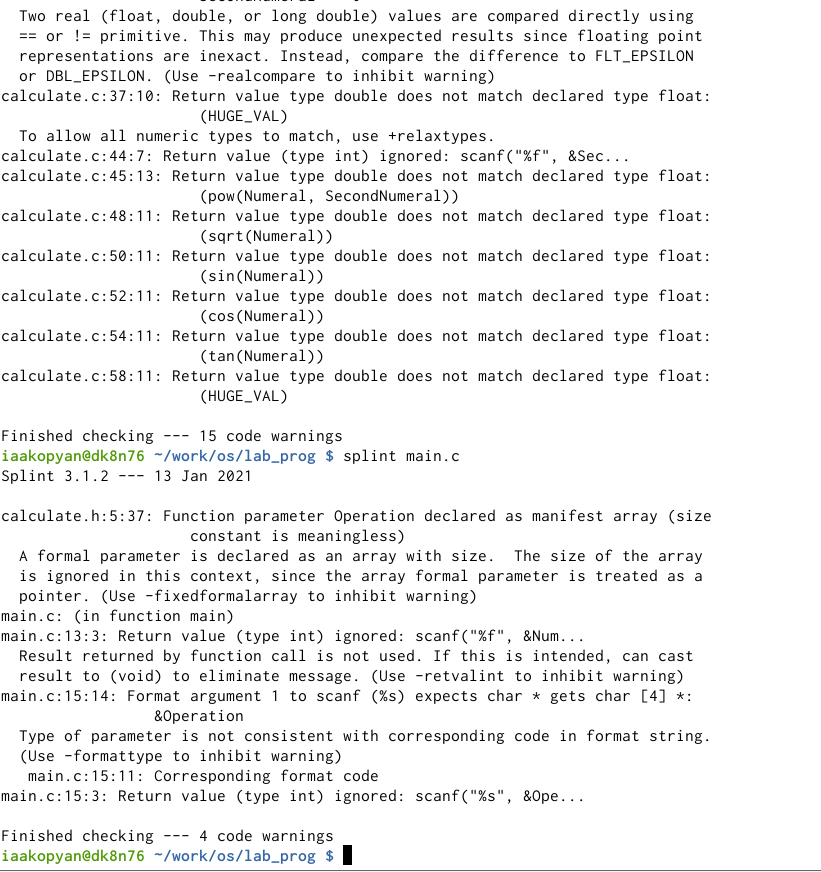 Two real (float, double, or long double) values are compared directly using
== or != primitive. This may produce unexpected results since floating point
representations are inexact. Instead, compare the difference to FLT_EPSILON
or DBL_EPSILON. (Use -realcompare to inhibit warning)
calculate.c:37:10: Return value type double does not match declared type float:
(HUGE_VAL)
To allow all numeric types to match, use +relaxtypes.
calculate.c:44:7: Return value (type int) ignored: scanf("%f", &Sec...
calculate.c:45:13: Return value type double does not match declared type float:
(pow(Numeral, SecondNumeral))
calculate.c:48:11: Return value type double does not match declared type float:
(sqrt(Numeral))
calculate.c:50:11: Return value type double does not match declared type float:
(sin(Numeral))
calculate.c:52:11: Return value type double does not match declared type float:
(cos(Numeral))
calculate.c:54:11: Return value type double does not match declared type float:
(tan(Numeral))
calculate.c:58:11: Return value type double does not match declared type float:
(HUGE_VAL)
Finished checking --- 15 code warnings
iaakopyan@dk8n76 ~/work/os/lab_prog $ splint main.c
Splint 3.1.2 --- 13 Jan 2021
calculate.h:5:37: Function parameter Operation declared as manifest array (size
constant is meaningless)
A formal parameter is declared as an array with size.  The size of the array
is ignored in this context, since the array formal parameter is treated as a
pointer. (Use -fixedformalarray to inhibit warning)
main.c: (in function main)
main.c:13:3: Return value (type int) ignored: scanf("%f", &Num...
Result returned by function call is not used. If this is intended, can cast
result to (void) to eliminate message. (Use -retvalint to inhibit warning)
main.c:15:14: Format argument 1 to scanf (%s) expects char * gets char [4] *:
&Operation
Type of parameter is not consistent with corresponding code in format string.
(Use -formattype to inhibit warning)
main.c:15:11: Corresponding format code
main.c:15:3: Return value (type int) ignored: scanf("%s", &Ope...
Finished checking --- 4 code warnings
iaakopyan@dk8n76 ~/work/os/lab_prog $